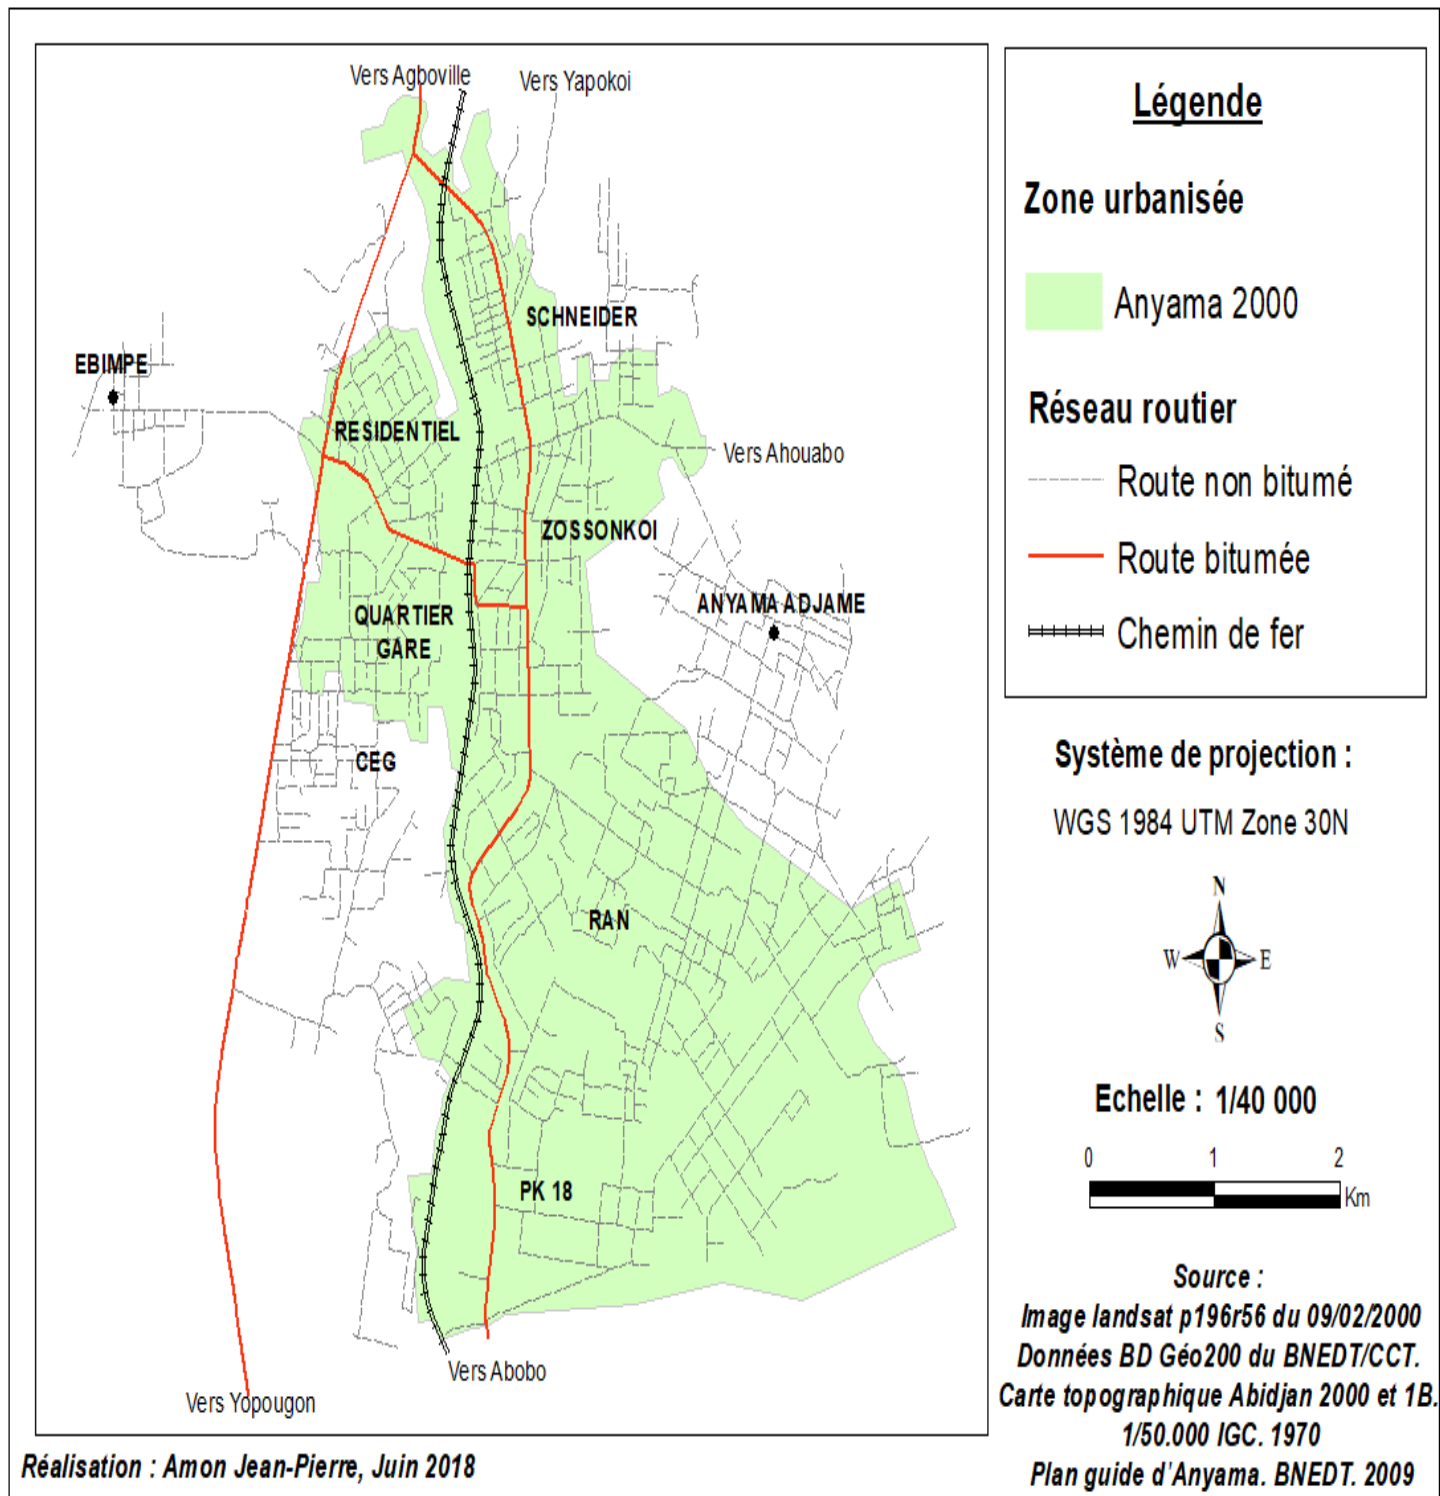 Vers Agboville
Vers Yapokoi
SCHNEIDER
EBIMPE
RESIDENTIEL
Vers Ahouabo
ZOSSONKOI
ANYAMA ADJAME
QUARTIER
GARE
CEG
RAN
PK 18
Vers Abobo
Vers Yopougon
Réalisation : Amon Jean-Pierre, Juin 2018
Légende
Zone urbanisée
Anyama 2000
Réseau routier
Route non bitumé
Route bitumée
Chemin de fer
Système de projection :
WGS 1984 UTM Zone 30N
N
W E
S
Echelle : 1/40 000
0 1 2
Km
Source :
Image landsat p196r56 du 09/02/2000
Données BD Géo200 du BNEDT/CCT.
Carte topographique Abidjan 2000 et 1B.
1/50.000 IGC. 1970
Plan guide d'Anyama. BNEDT. 2009